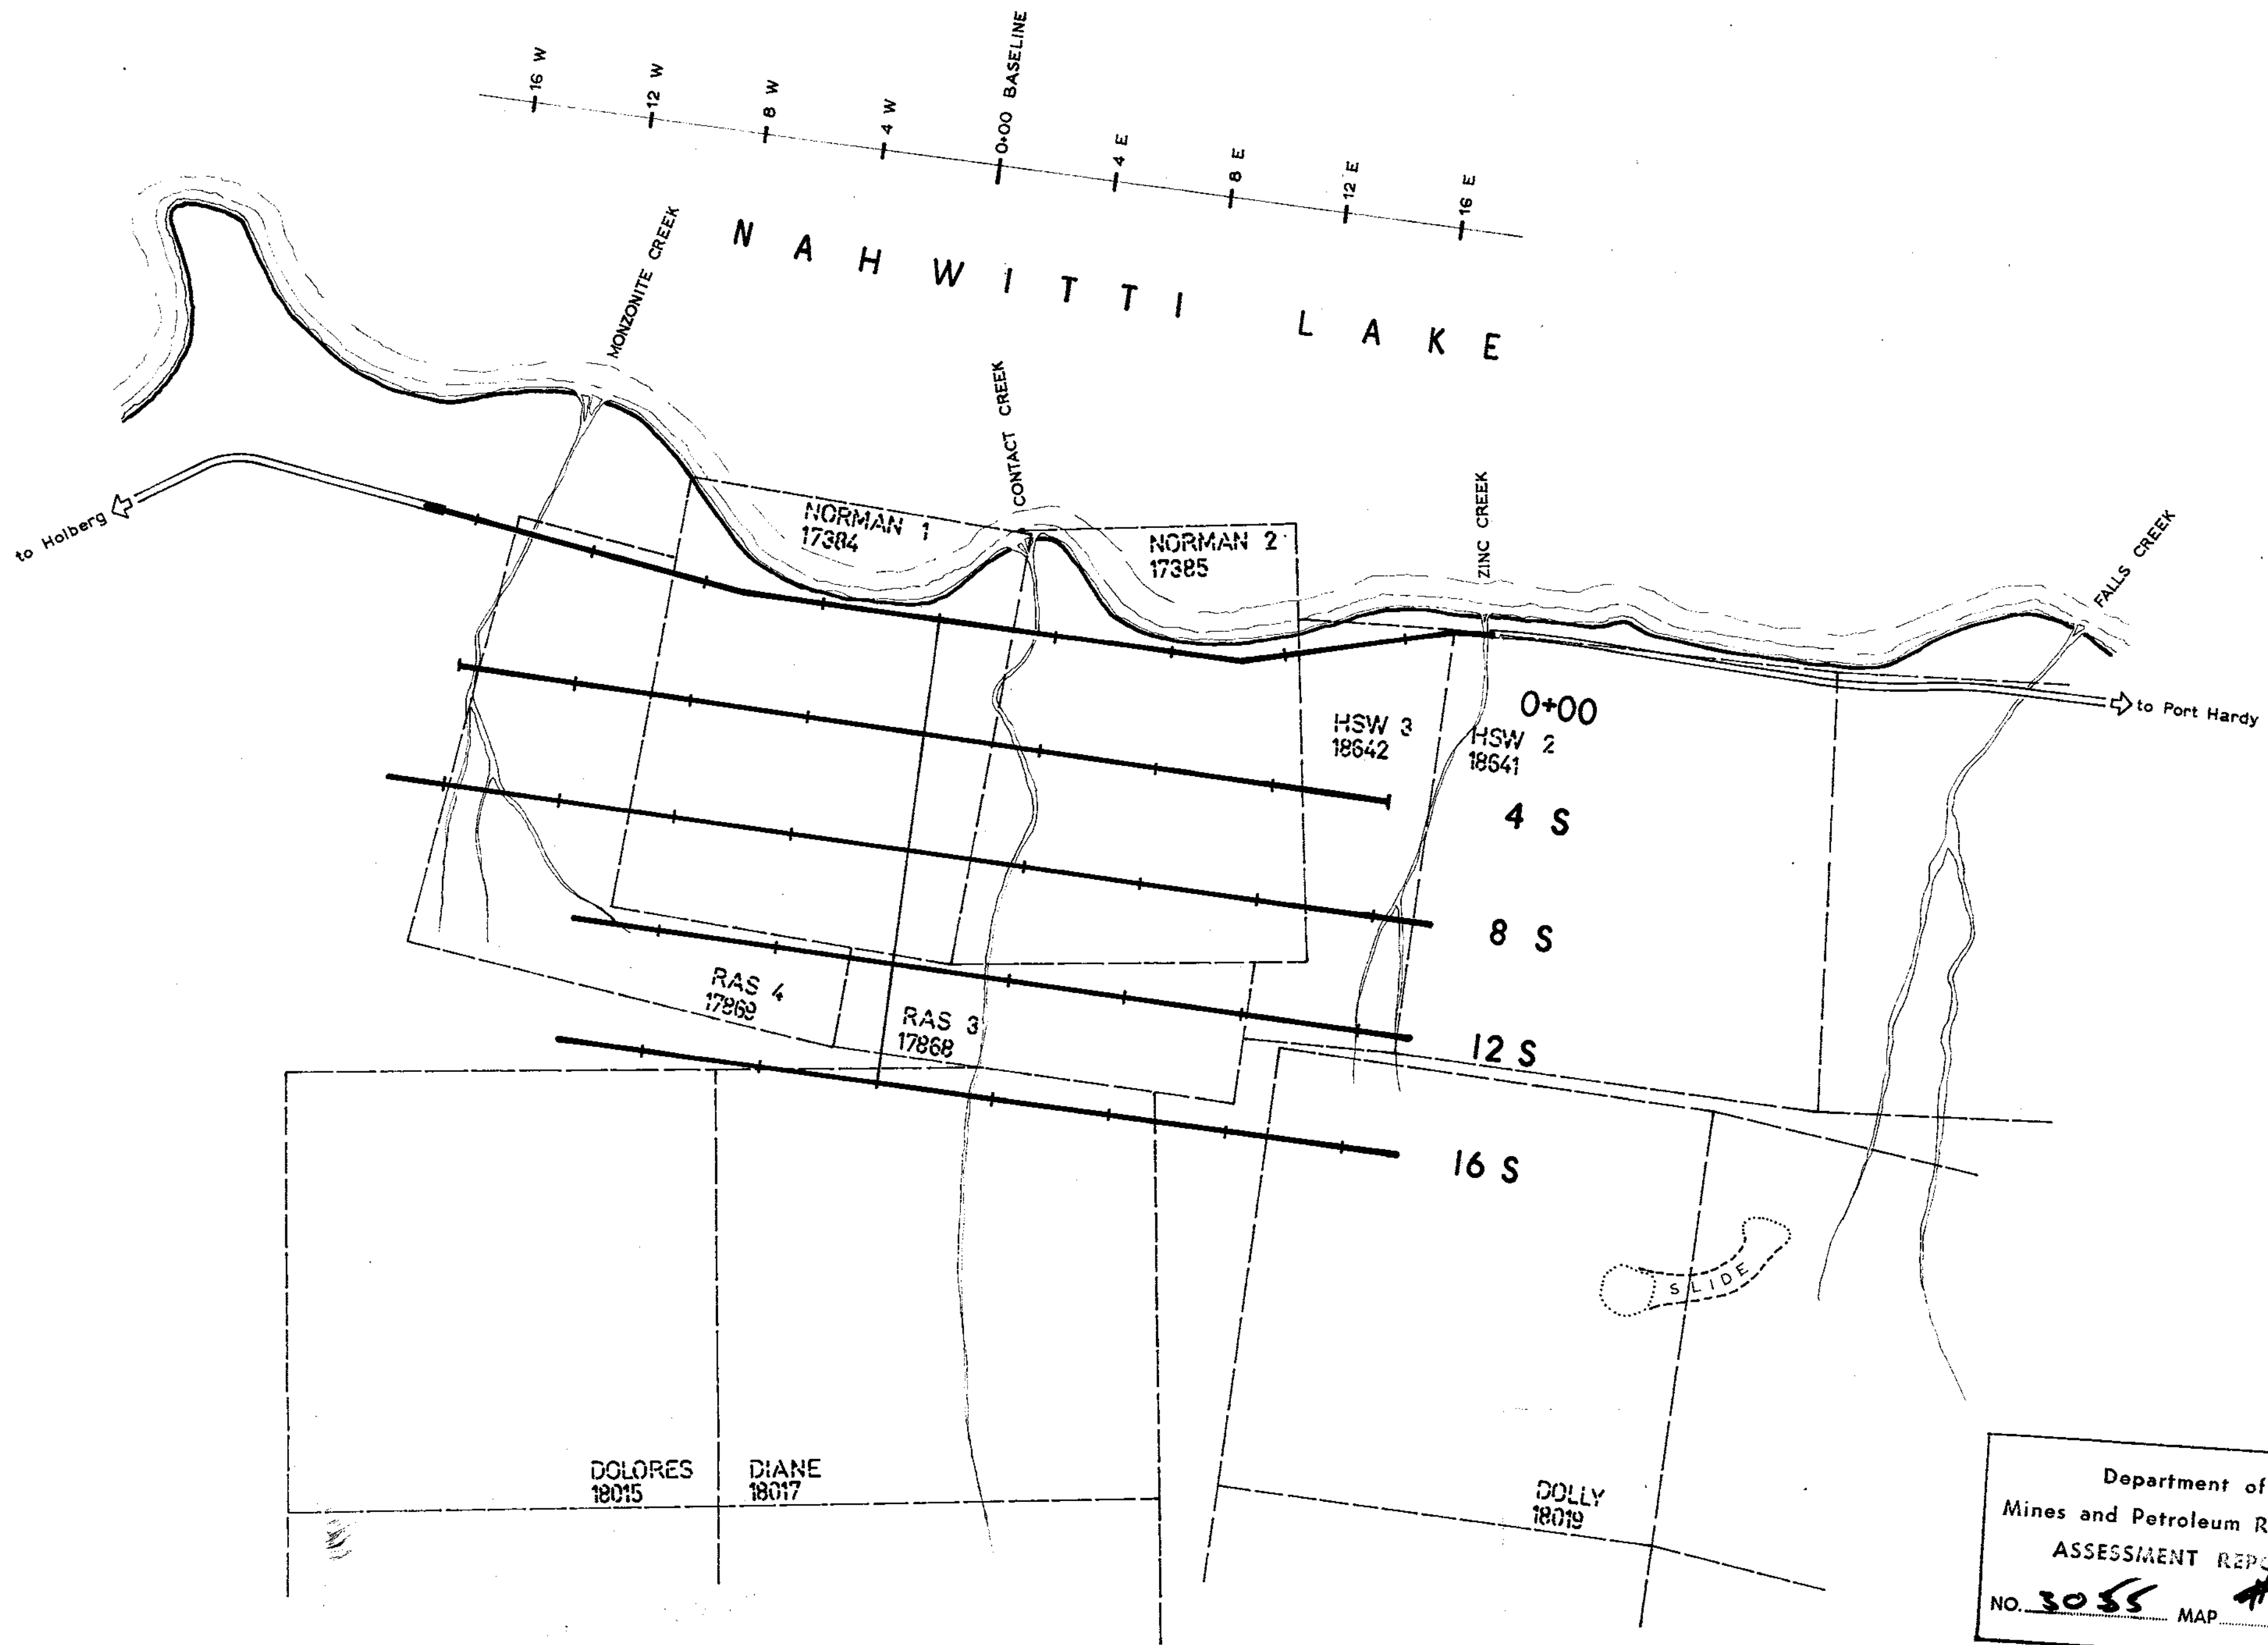 16 W
12 W
8 W
4 W
0+00 BASELINE
4 E
8 E
12 E
16 E
NAHWITTI LAKE
MONZONITE CREEK
CONTACT CREEK
ZINC CREEK
FALLS CREEK
to Holberg
to Port Hardy
NORMAN 1
17384
NORMAN 2
17385
0+00
HSW 3
18642
HSW 2
18641
4 S
8 S
RAS 4
17869
RAS 3
17868
12 S
16 S
SLIDE
DOLORES
18015
DIANE
18017
DOLLY
18019
Department of
Mines and Petroleum R
ASSESSMENT REPO
NO. 3055 MAP #